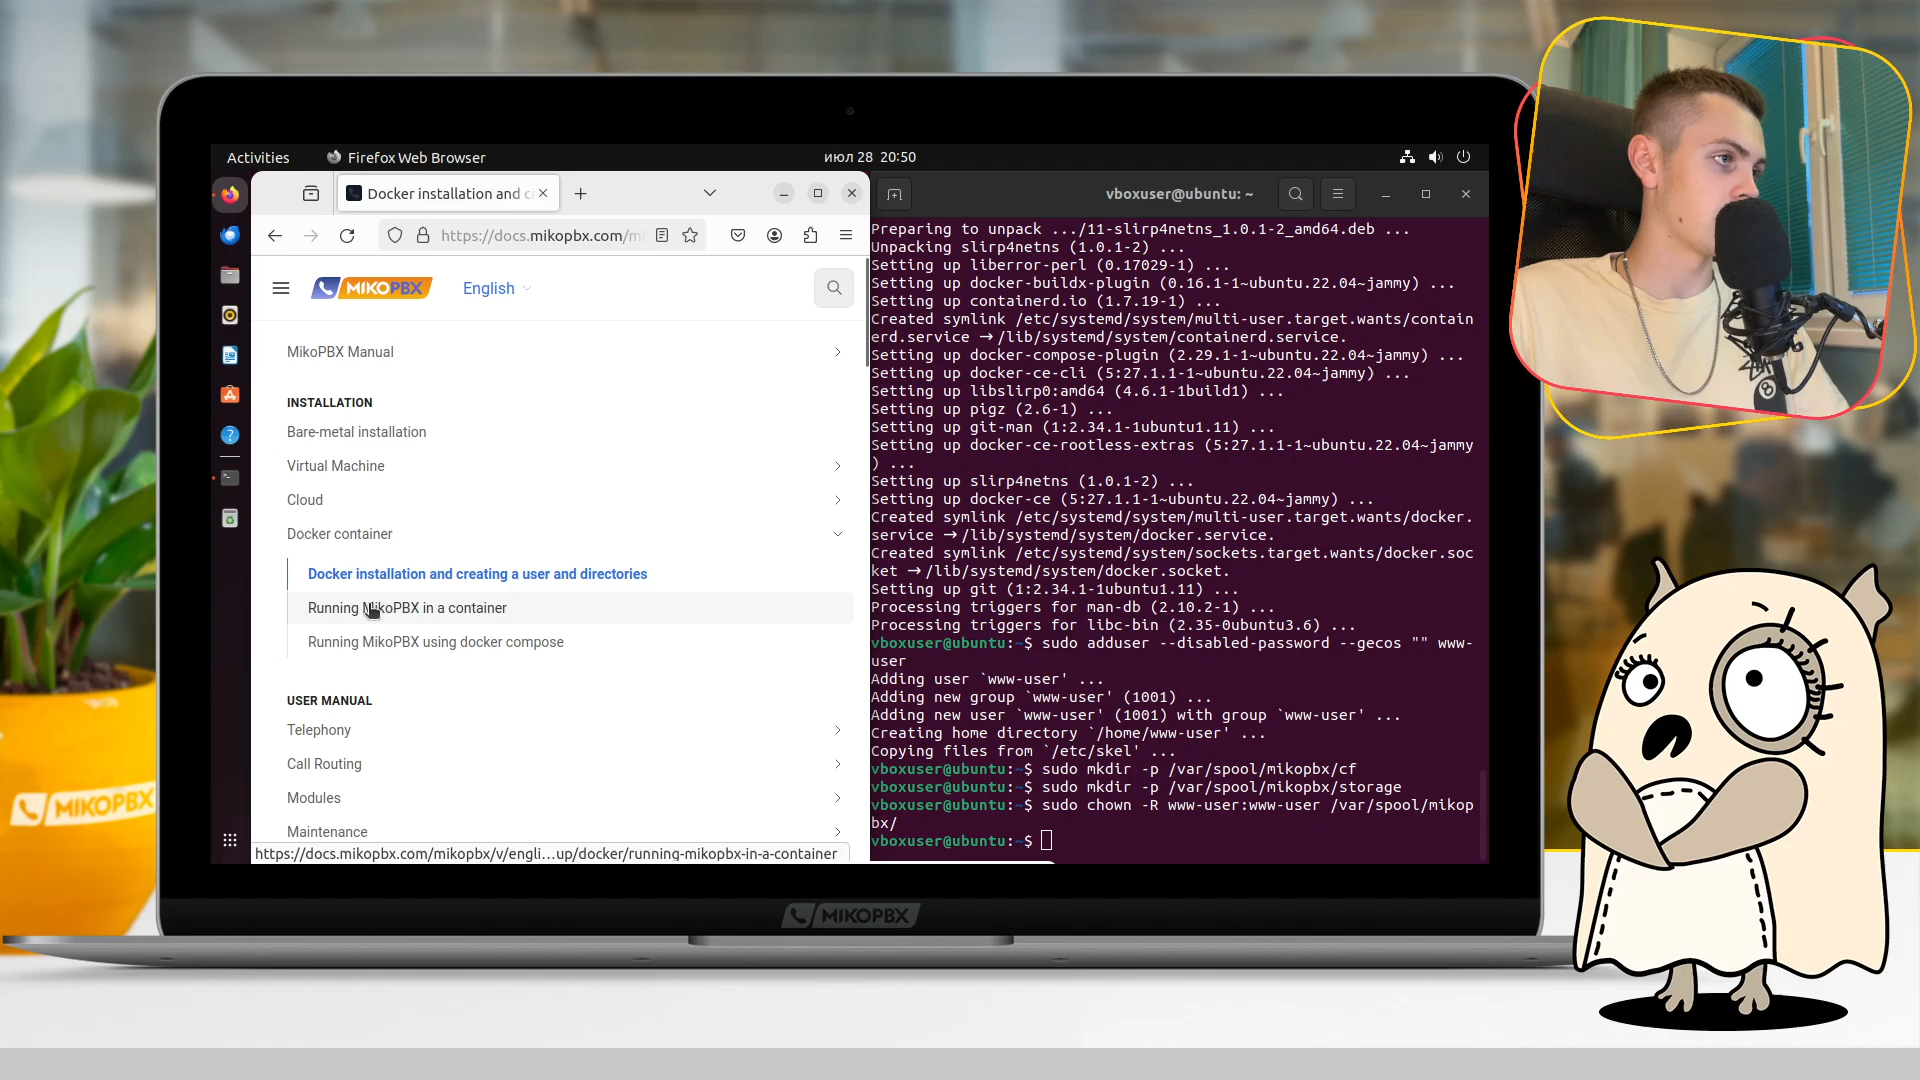 Activities
Firefox Web Browser
июл 28 20:50
Docker installation and c
https://docs.mikopbx.com/m
MIKOPBX
English
MikoPBX Manual
INSTALLATION
Bare-metal installation
Virtual Machine
Cloud
Docker container
Docker installation and creating a user and directories
Running MikoPBX in a container
Running MikoPBX using docker compose
USER MANUAL
Telephony
Call Routing
Modules
Maintenance
https://docs.mikopbx.com/mikopbx/v/engli...up/docker/running-mikopbx-in-a-container
vboxuser@ubuntu: ~
Preparing to unpack .../11-slirp4netns_1.0.1-2_amd64.deb ...
Unpacking slirp4netns (1.0.1-2) ...
Setting up liberror-perl (0.17029-1) ...
Setting up docker-buildx-plugin (0.16.1-1~ubuntu.22.04~jammy) ...
Setting up containerd.io (1.7.19-1) ...
Created symlink /etc/systemd/system/multi-user.target.wants/contain
erd.service → /lib/systemd/system/containerd.service.
Setting up docker-compose-plugin (2.29.1-1~ubuntu.22.04~jammy) ...
Setting up docker-ce-cli (5:27.1.1-1~ubuntu.22.04~jammy) ...
Setting up libslirp0:amd64 (4.6.1-1build1) ...
Setting up pigz (2.6-1) ...
Setting up git-man (1:2.34.1-1ubuntu1.11) ...
Setting up docker-ce-rootless-extras (5:27.1.1-1~ubuntu.22.04~jammy
) ...
Setting up slirp4netns (1.0.1-2) ...
Setting up docker-ce (5:27.1.1-1~ubuntu.22.04~jammy) ...
Created symlink /etc/systemd/system/multi-user.target.wants/docker.
service → /lib/systemd/system/docker.service.
Created symlink /etc/systemd/system/sockets.target.wants/docker.soc
ket → /lib/systemd/system/docker.socket.
Setting up git (1:2.34.1-1ubuntu1.11) ...
Processing triggers for man-db (2.10.2-1) ...
Processing triggers for libc-bin (2.35-0ubuntu3.6) ...
vboxuser@ubuntu:~$ sudo adduser --disabled-password --gecos "" www-
user
Adding user `www-user' ...
Adding new group `www-user' (1001) ...
Adding new user `www-user' (1001) with group `www-user' ...
Creating home directory `/home/www-user' ...
Copying files from `/etc/skel' ...
vboxuser@ubuntu:~$ sudo mkdir -p /var/spool/mikopbx/cf
vboxuser@ubuntu:~$ sudo mkdir -p /var/spool/mikopbx/storage
vboxuser@ubuntu:~$ sudo chown -R www-user:www-user /var/spool/mikop
bx/
vboxuser@ubuntu:~$
MIKOPBX
MIKOPBX